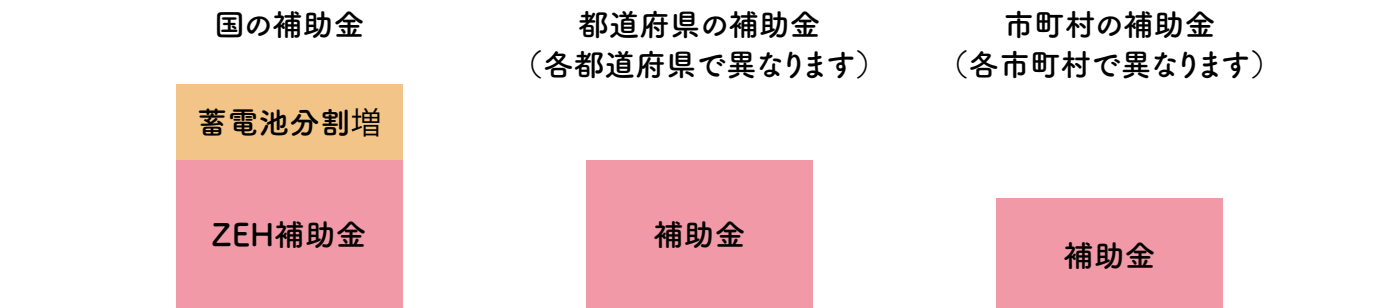 国の補助金
都道府県の補助金
（各都道府県で異なります）
市町村の補助金
（各市町村で異なります）
蓄電池分割増
ZEH補助金
補助金
補助金